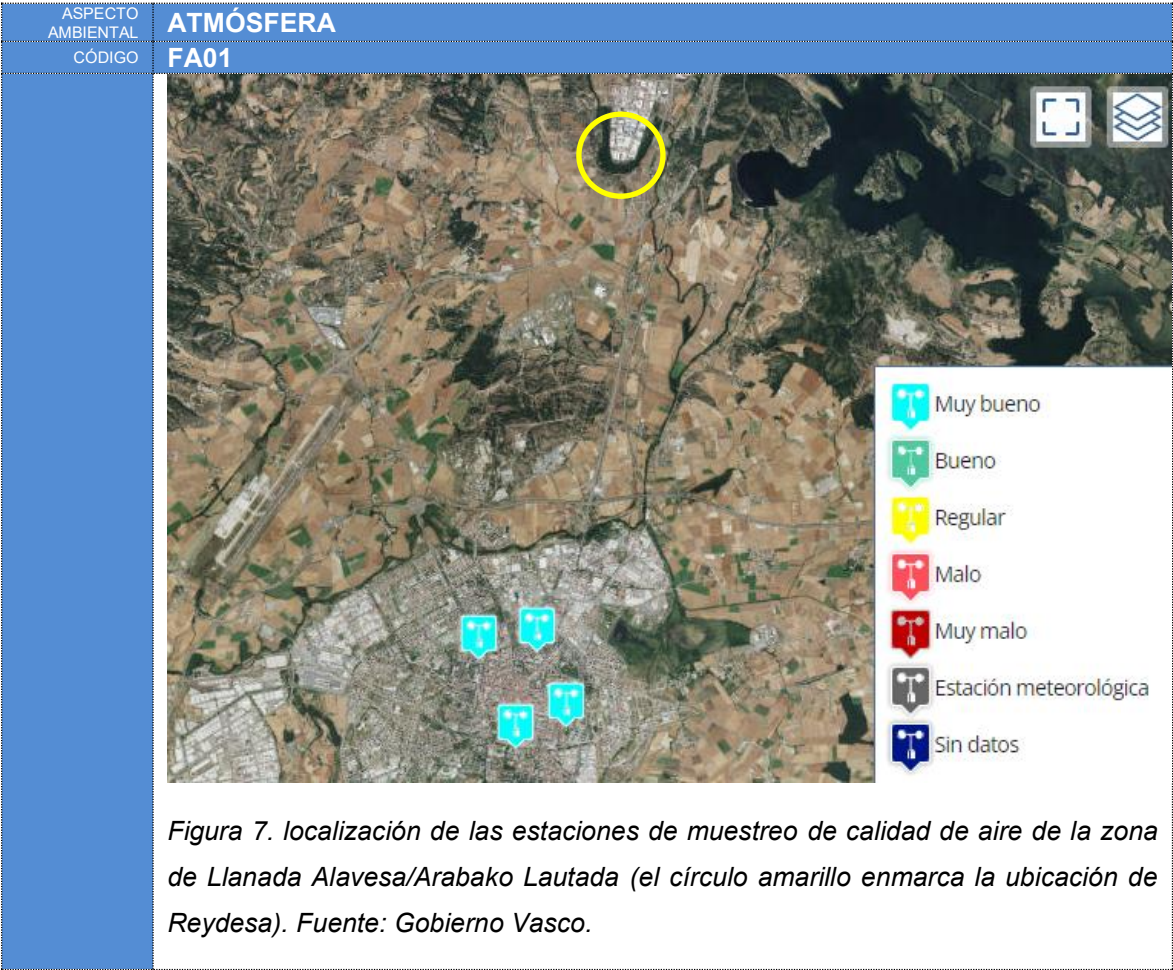 ASPECTO
AMBIENTAL
ATMÓSFERA
CÓDIGO
FA01
Muy bueno
Bueno
Regular
Malo
Muy malo
Estación meteorológica
Sin datos
Figura 7. localización de las estaciones de muestreo de calidad de aire de la zona
de Llanada Alavesa/Arabako Lautada (el círculo amarillo enmarca la ubicación de
Reydesa). Fuente: Gobierno Vasco.